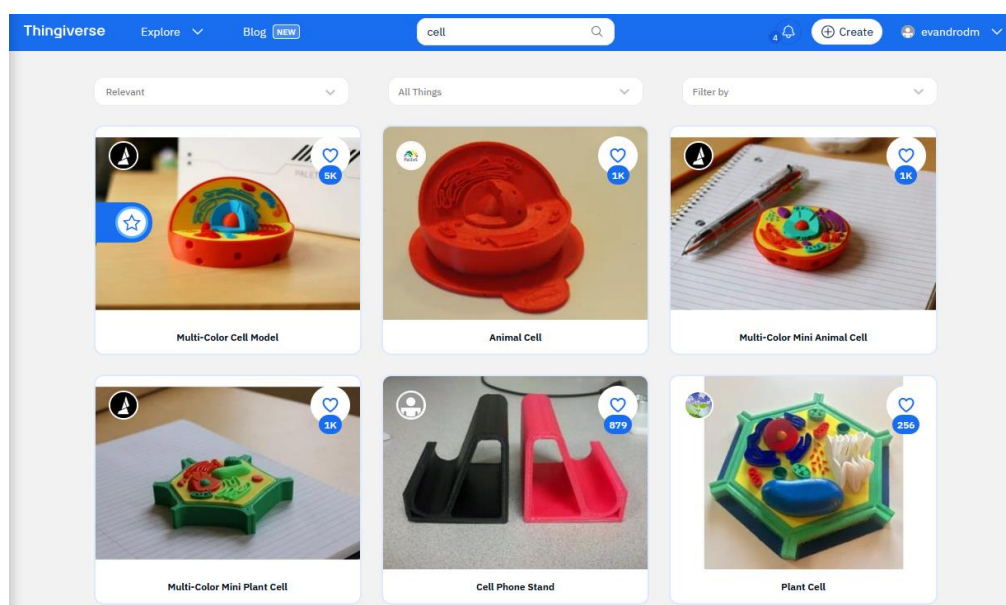 Thingiverse Explore Blog NEW cell 4 Create evandrodm
Relevant All Things Filter by
5K 1K 1K
Multi-Color Cell Model Animal Cell Multi-Color Mini Animal Cell
1K 879 256
Multi-Color Mini Plant Cell Cell Phone Stand Plant Cell